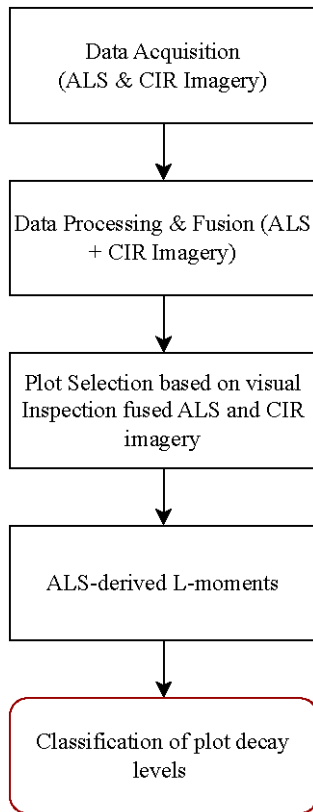 Data Acquisition
(ALS & CIR Imagery)
Data Processing & Fusion (ALS
+ CIR Imagery)
Plot Selection based on visual
Inspection fused ALS and CIR
imagery
ALS-derived L-moments
Classification of plot decay
levels